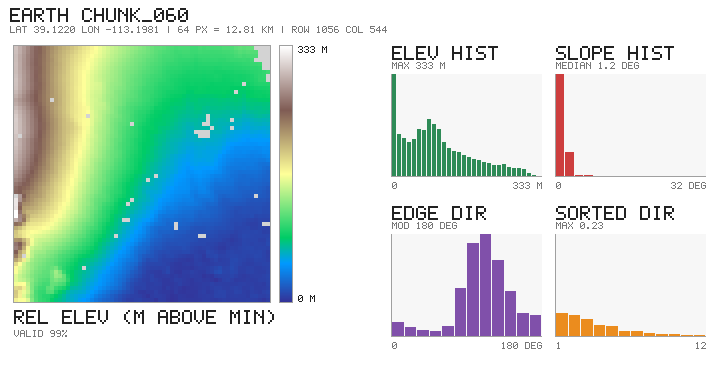 EARTH CHUNK_060
LAT 39.1220 LON -113.1981 | 64 PX = 12.81 KM | ROW 1056 COL 544
333 M
0 M
REL ELEV (M ABOVE MIN)
VALID 99%
ELEV HIST
MAX 333 M
0 333 M
SLOPE HIST
MEDIAN 1.2 DEG
0 32 DEG
EDGE DIR
MOD 180 DEG
0 180 DEG
SORTED DIR
MAX 0.23
1 12